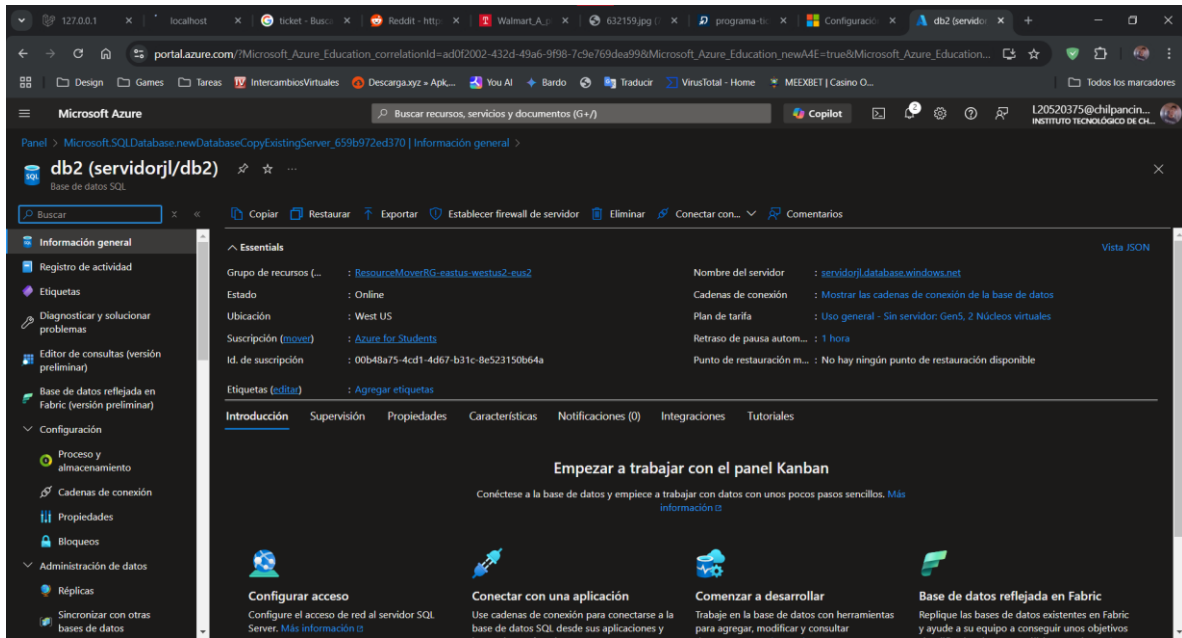 127.0.0.1
localhost
ticket - Busca
Reddit - http
Walmart_A_p
632159.jpg (
programa-tic
Configuració
db2 (servidor
portal.azure.com/?Microsoft_Azure_Education_correlationId=ad0f2002-432d-49a6-9f98-7c9e769dea99&Microsoft_Azure_Education_newA4E=true&Microsoft_Azure_Education...
Design Games Tareas IntercambiosVirtuales Descarga.xyz » Apk,... You AI Bardo Traducir VirusTotal - Home MEEXBET | Casino O... Todos los marcadores
Microsoft Azure
Buscar recursos, servicios y documentos (G+/)
Copilot
2
L20520375@chilpancin...
INSTITUTO TECNOLÓGICO DE CH...
Panel > Microsoft.SQLDatabase.newDatabaseCopyExistingServer_659b972ed370 | Información general >
db2 (servidorjl/db2)
Base de datos SQL
Buscar
Copiar Restaurar Exportar Establecer firewall de servidor Eliminar Conectar con... Comentarios
Información general
Registro de actividad
Etiquetas
Diagnosticar y solucionar
problemas
Editor de consultas (versión
preliminar)
Base de datos reflejada en
Fabric (versión preliminar)
Configuración
Proceso y
almacenamiento
Cadenas de conexión
Propiedades
Bloqueos
Administración de datos
Réplicas
Sincronizar con otras
bases de datos
Essentials
Vista JSON
Grupo de recursos (... : ResourceMoverRG-eastus-westus2-eus2
Estado : Online
Ubicación : West US
Suscripción (mover) : Azure for Students
Id. de suscripción : 00b48a75-4cd1-4d67-b31c-8e523150b64a
Etiquetas (editar) : Agregar etiquetas
Nombre del servidor : servidorjl.database.windows.net
Cadenas de conexión : Mostrar las cadenas de conexión de la base de datos
Plan de tarifa : Uso general - Sin servidor: Gen5, 2 Núcleos virtuales
Retraso de pausa autom... : 1 hora
Punto de restauración m... : No hay ningún punto de restauración disponible
Introducción Supervisión Propiedades Características Notificaciones (0) Integraciones Tutoriales
Empezar a trabajar con el panel Kanban
Conéctese a la base de datos y empiece a trabajar con datos con unos pocos pasos sencillos. Más
información
Configurar acceso
Configure el acceso de red al servidor SQL
Server. Más información
Conectar con una aplicación
Use cadenas de conexión para conectarse a la
base de datos SQL desde sus aplicaciones y
Comenzar a desarrollar
Trabaje en la base de datos con herramientas
para agregar, modificar y consultar
Base de datos reflejada en Fabric
Replique las bases de datos existentes en Fabric
y ayude a su equipo a conseguir unos objetivos